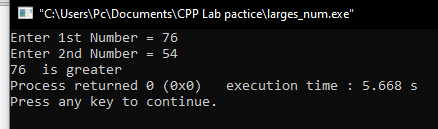 "C:\Users\Pc\Documents\CPP Lab pactice\larges_num.exe"
Enter 1st Number = 76
Enter 2nd Number = 54
76  is greater
Process returned 0 (0x0)   execution time : 5.668 s
Press any key to continue.